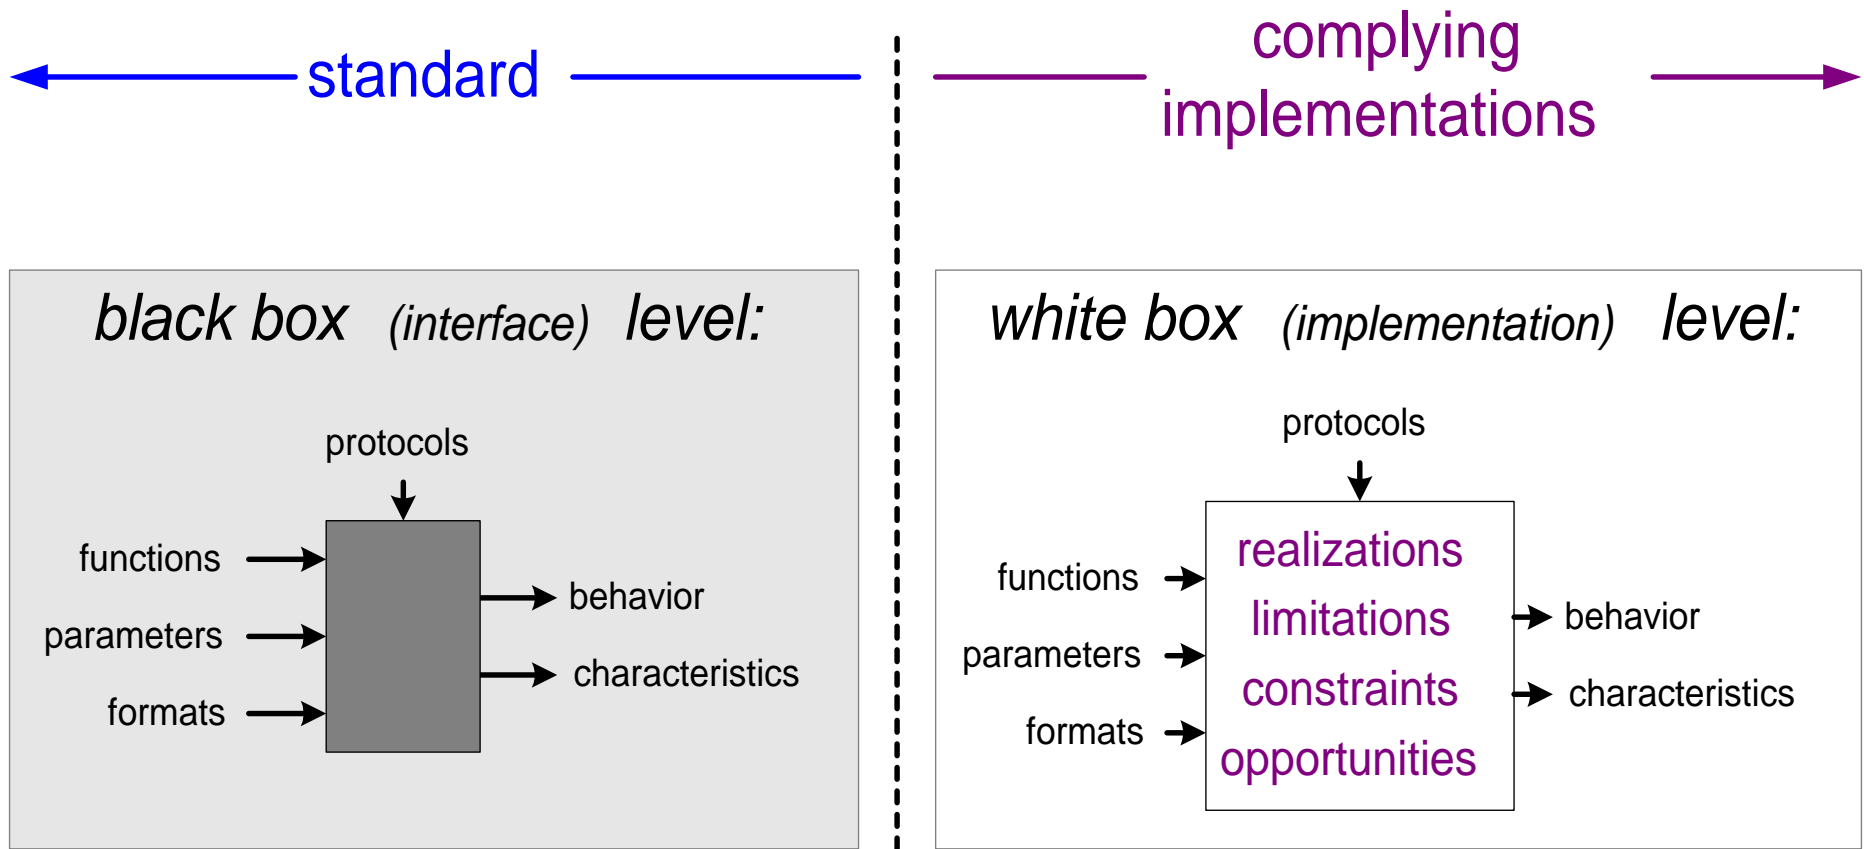 standard
complying
implementations
black box (interface) level:
protocols
functions
parameters
formats
behavior
characteristics
white box (implementation) level:
protocols
functions
parameters
formats
realizations
limitations
constraints
opportunities
behavior
characteristics